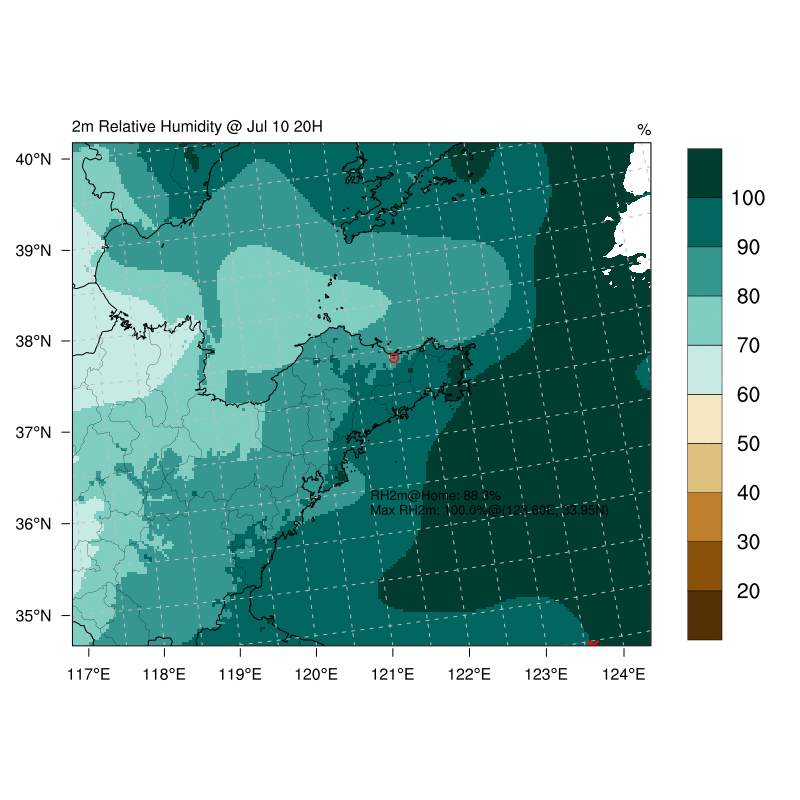 2m Relative Humidity @ Jul 10 20H
%
40°N
39°N
38°N
37°N
36°N
35°N
117°E
118°E
119°E
120°E
121°E
122°E
123°E
124°E
100
90
80
70
60
50
40
30
20
RH2m@Home: 88.3%
Max RH2m: 100.0%@(123.60E, 33.95N)